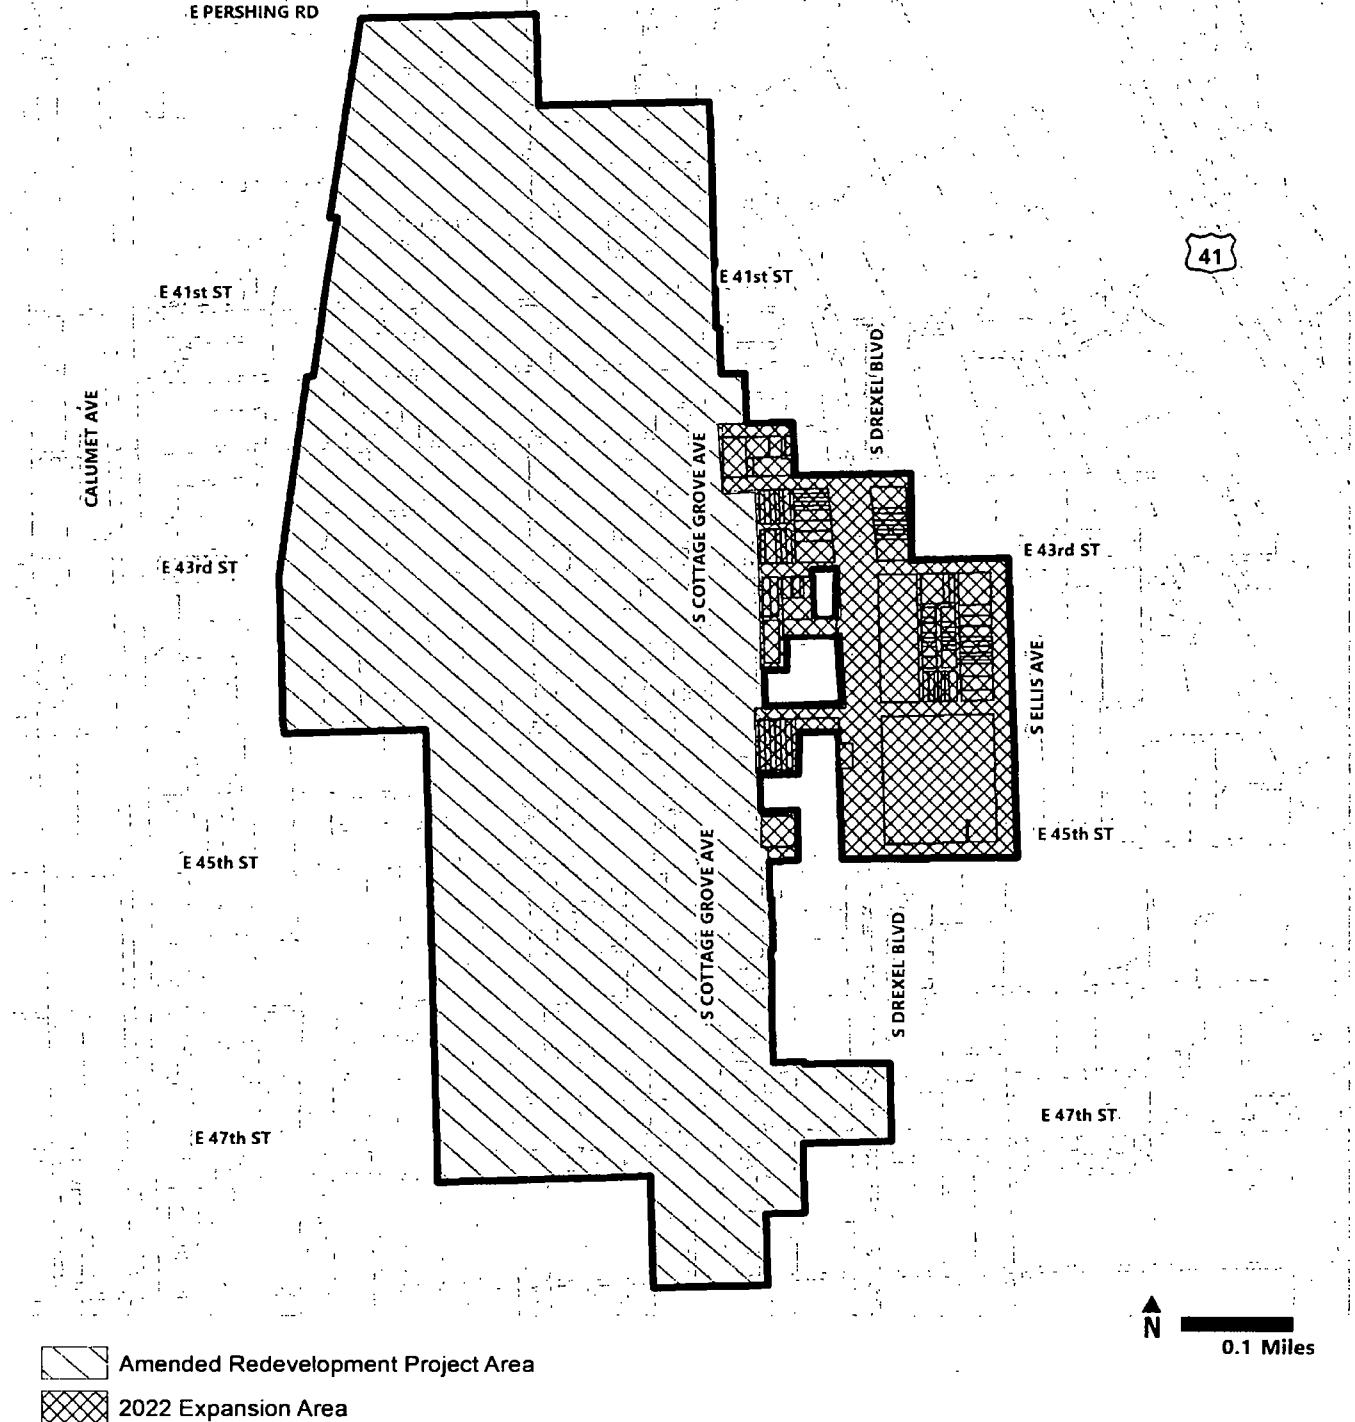 E PERSHING RD
41
E 41st ST
E 41st ST
S DREXEL BLVD
CALUMET AVE
S COTTAGE GROVE AVE
E 43rd ST
E 43rd ST
S ELLIS AVE
E 45th ST
E 45th ST
S COTTAGE GROVE AVE
S DREXEL BLVD
E 47th ST
E 47th ST
N
0.1 Miles
Amended Redevelopment Project Area
2022 Expansion Area